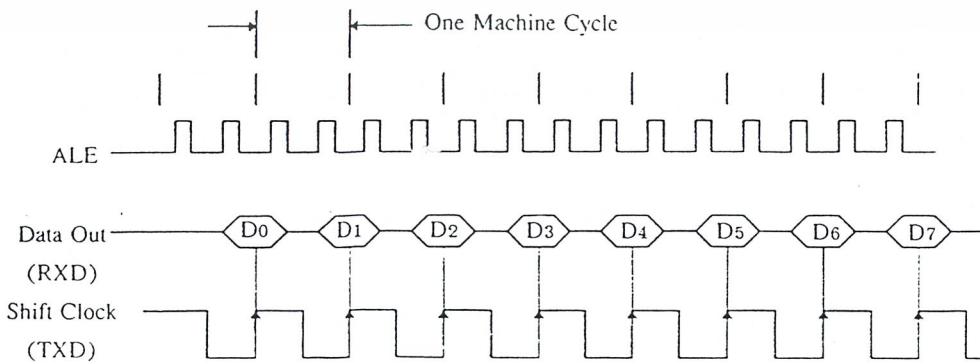 One Machine Cycle
ALE
Data Out
(RXD)
D0 D1 D2 D3 D4 D5 D6 D7
Shift Clock
(TXD)